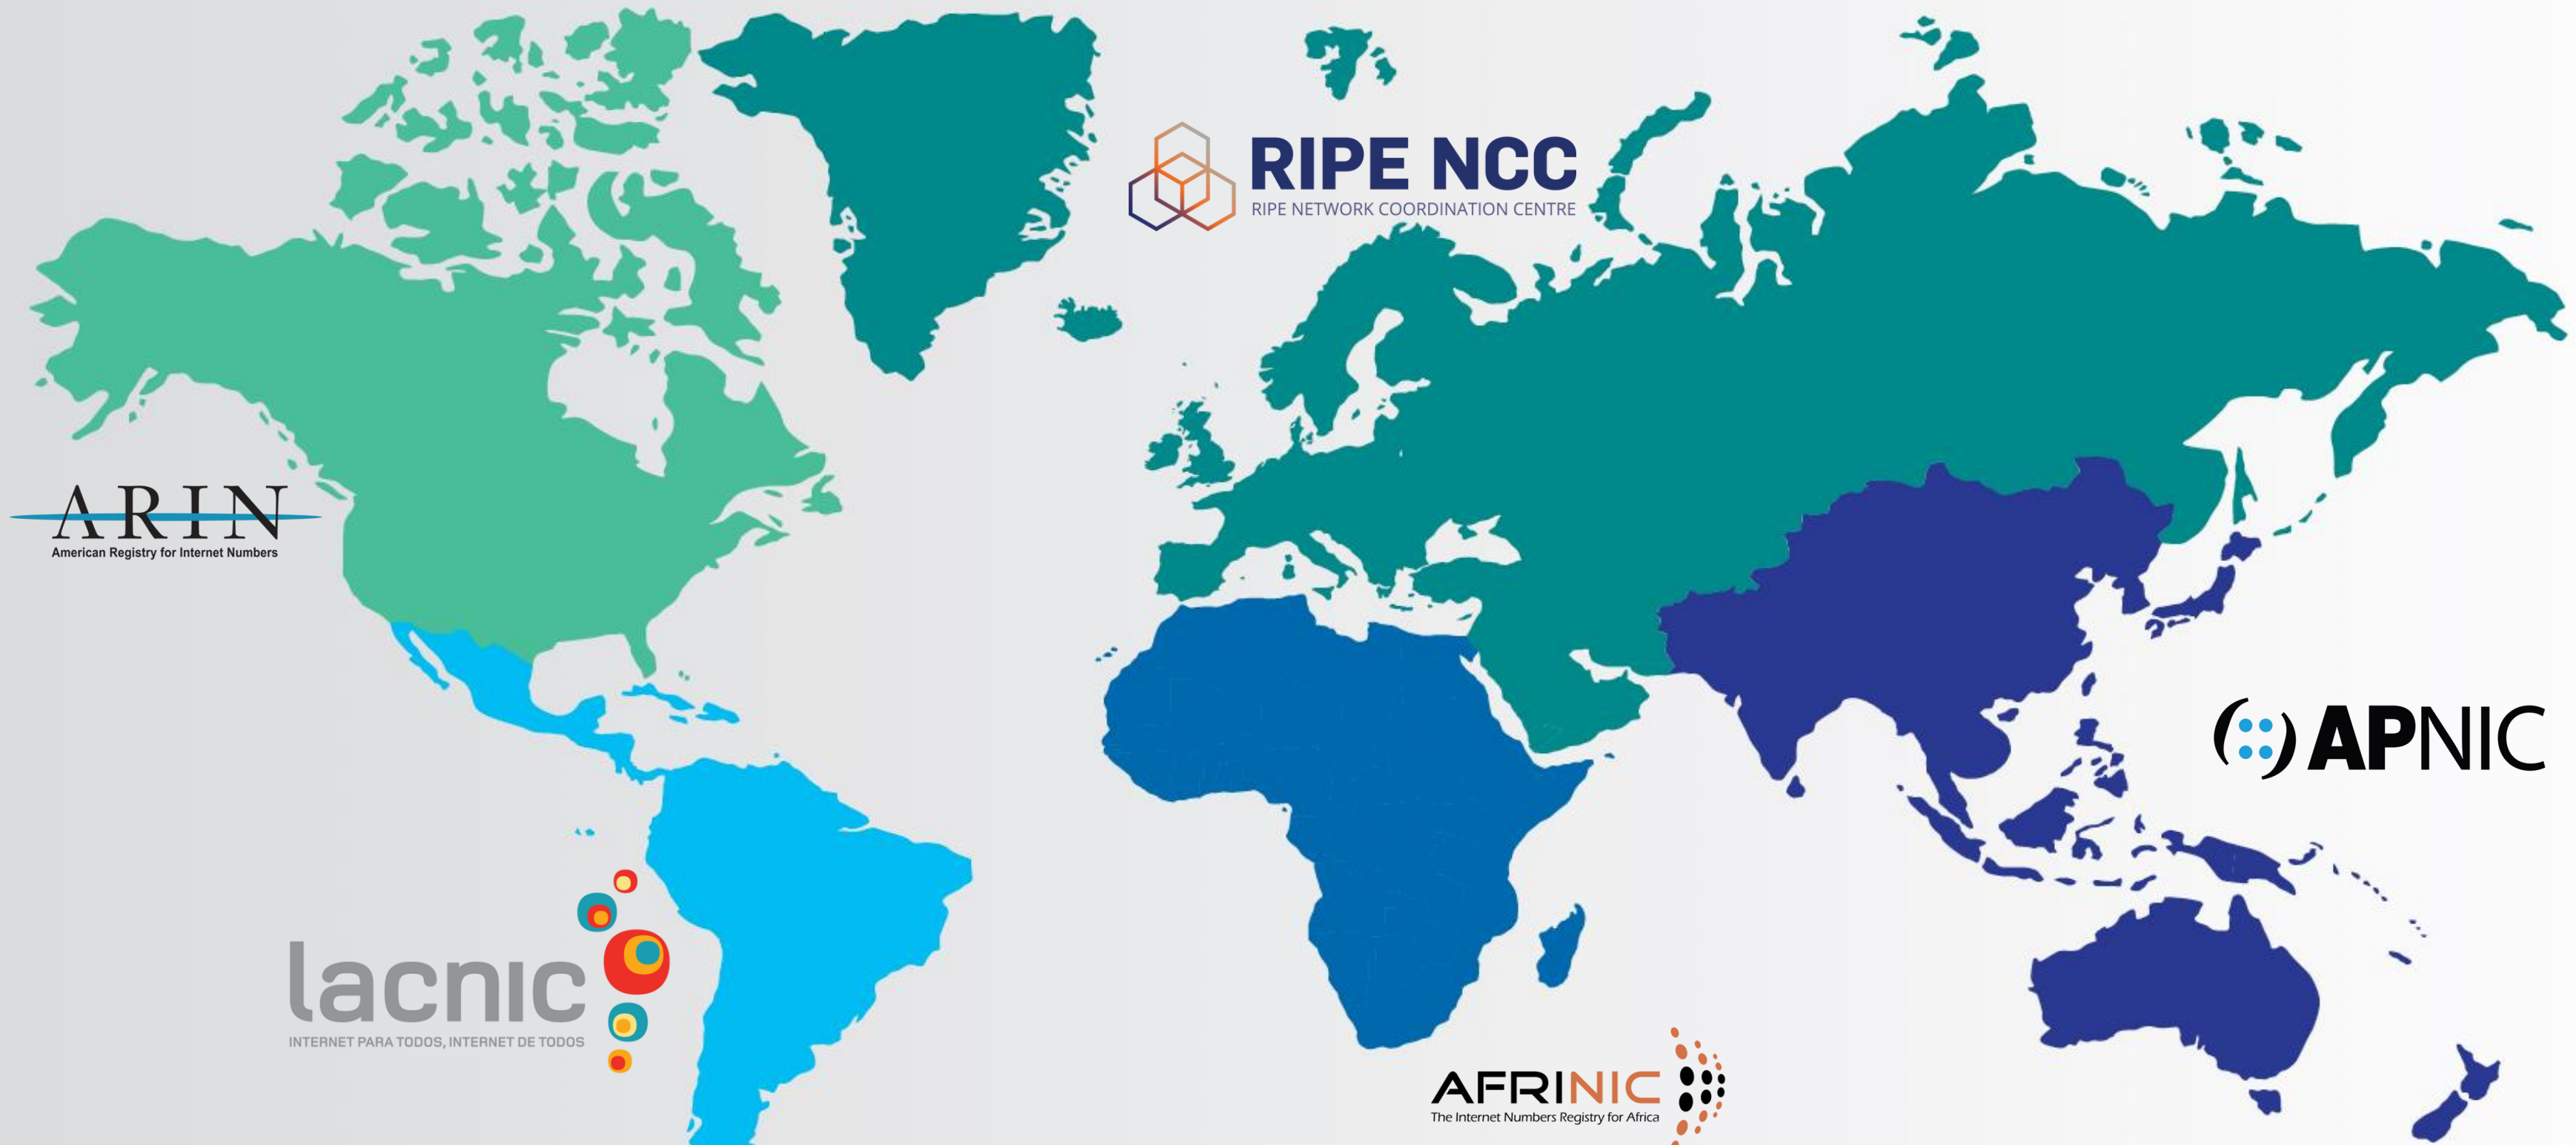 RIPE NCC
RIPE NETWORK COORDINATION CENTRE
ARIN
American Registry for Internet Numbers
APNIC
lacnic
INTERNET PARA TODOS, INTERNET DE TODOS
AFRINIC
The Internet Numbers Registry for Africa